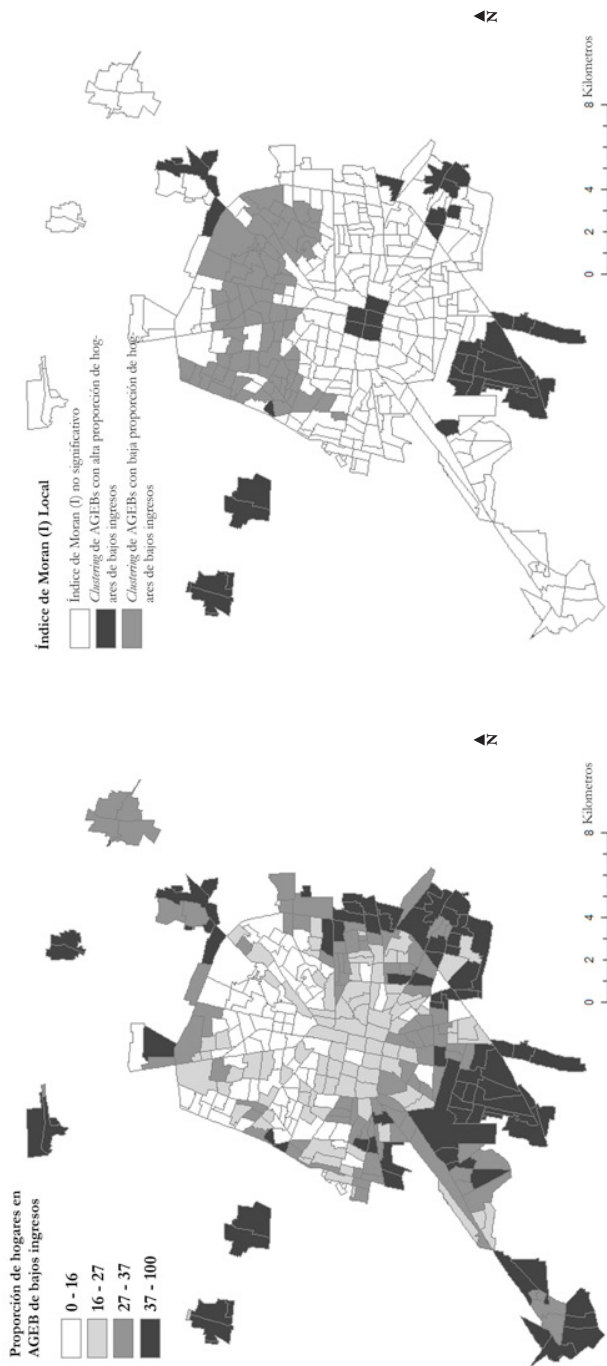 Proporción de hogares en
AGEB de bajos ingresos
0 - 16
16 - 27
27 - 37
37 - 100
N
0 2 4 8 Kilometros
Índice de Moran (I) Local
Índice de Moran (I) no significativo
Clustering de AGEBs con alta proporción de hog-
ares de bajos ingresos
Clustering de AGEBs con baja proporción de hog-
ares de bajos ingresos
N
0 2 4 8 Kilometros